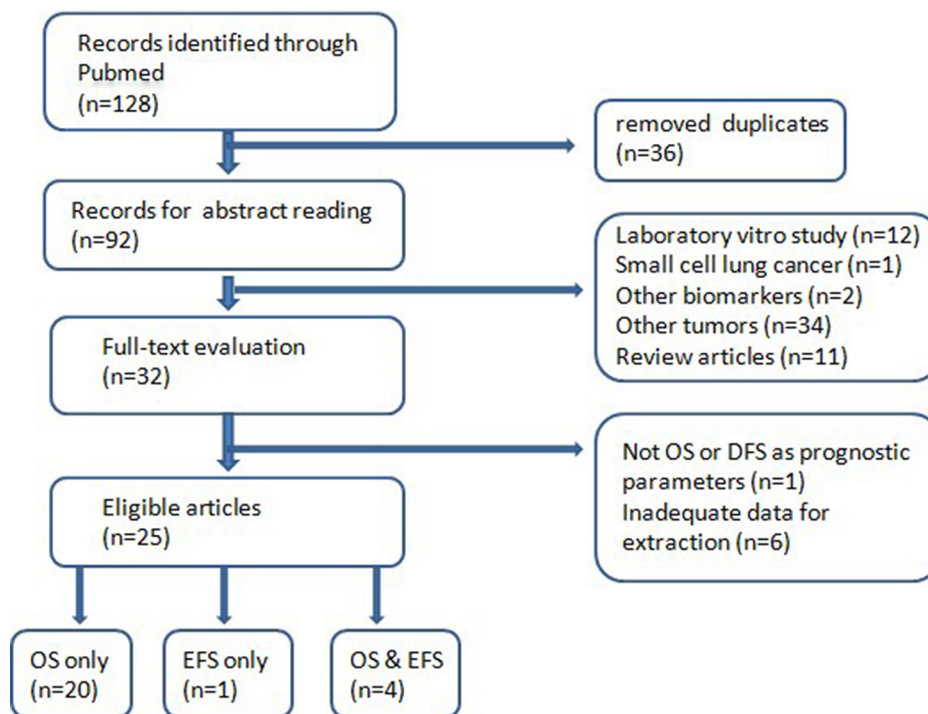 Records identified through
Pubmed
(n=128)
removed duplicates
(n=36)
Records for abstract reading
(n=92)
Laboratory vitro study (n=12)
Small cell lung cancer (n=1)
Other biomarkers (n=2)
Other tumors (n=34)
Review articles (n=11)
Full-text evaluation
(n=32)
Not OS or DFS as prognostic
parameters (n=1)
Inadequate data for
extraction (n=6)
Eligible articles
(n=25)
OS only
(n=20)
EFS only
(n=1)
OS & EFS
(n=4)